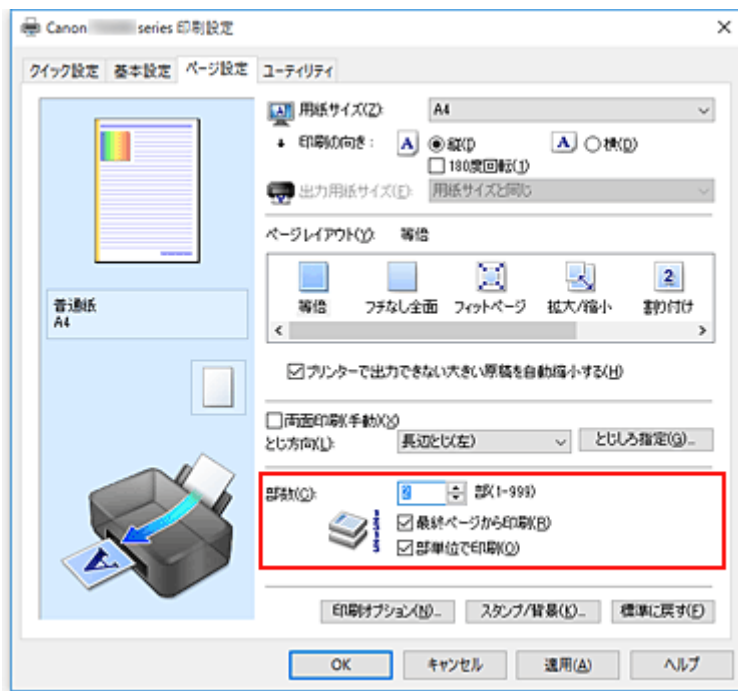 Canon series 印刷設定
クイック設定 基本設定 ページ設定 ユーティリティ
用紙サイズ(Z): A4
印刷の向き: A 縦(I) A 横(D)
180度回転(1)
出力用紙サイズ(E): 用紙サイズと同じ
ページレイアウト(Y): 等倍
等倍 フチなし全面 フィットページ 拡大/縮小 割り付け
普通紙
A4
プリンターで出力できない大きい原稿を自動縮小する(H)
両面印刷(手動)(X)
とじ方向(L): 長辺とじ(左) とじしろ指定(G)...
部数(C): 2 部(1-999)
最終ページから印刷(R)
部単位で印刷(O)
印刷オプション(N)... スタンプ/背景(K)... 標準に戻す(F)
OK キャンセル 適用(A) ヘルプ